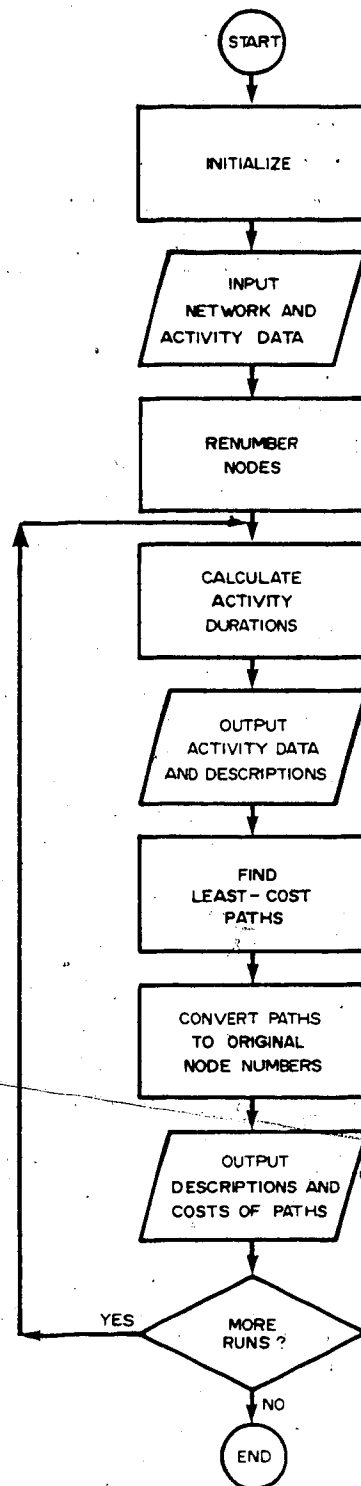 START
INITIALIZE
INPUT
NETWORK AND
ACTIVITY DATA
RENUMBER
NODES
CALCULATE
ACTIVITY
DURATIONS
OUTPUT
ACTIVITY DATA
AND DESCRIPTIONS
FIND
LEAST-COST
PATHS
CONVERT PATHS
TO ORIGINAL
NODE NUMBERS
OUTPUT
DESCRIPTIONS AND
COSTS OF PATHS
YES
MORE
RUNS?
NO
END